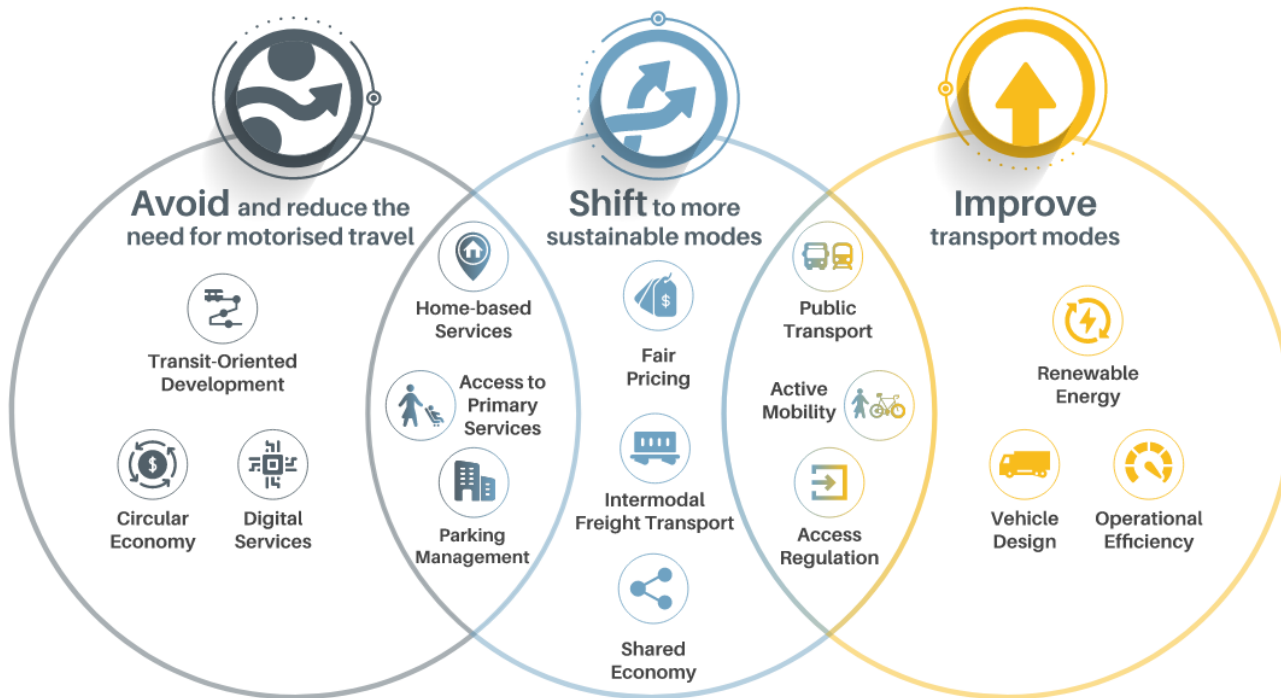 Avoid and reduce the
need for motorised travel
Transit-Oriented
Development
Circular
Economy
Digital
Services
Home-based
Services
Access to
Primary
Services
Parking
Management
Shift to more
sustainable modes
$
Fair
Pricing
Intermodal
Freight Transport
Shared
Economy
Public
Transport
Active
Mobility
Access
Regulation
Improve
transport modes
Renewable
Energy
Vehicle
Design
Operational
Efficiency
$